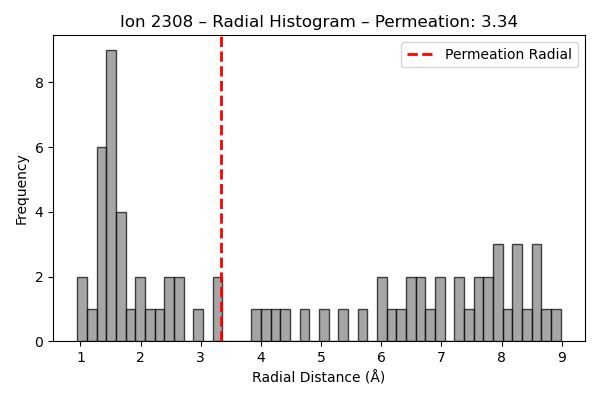 Ion 2308 – Radial Histogram – Permeation: 3.34
Permeation Radial
Frequency
8
6
4
2
0
1 2 3 4 5 6 7 8 9
Radial Distance (Å)